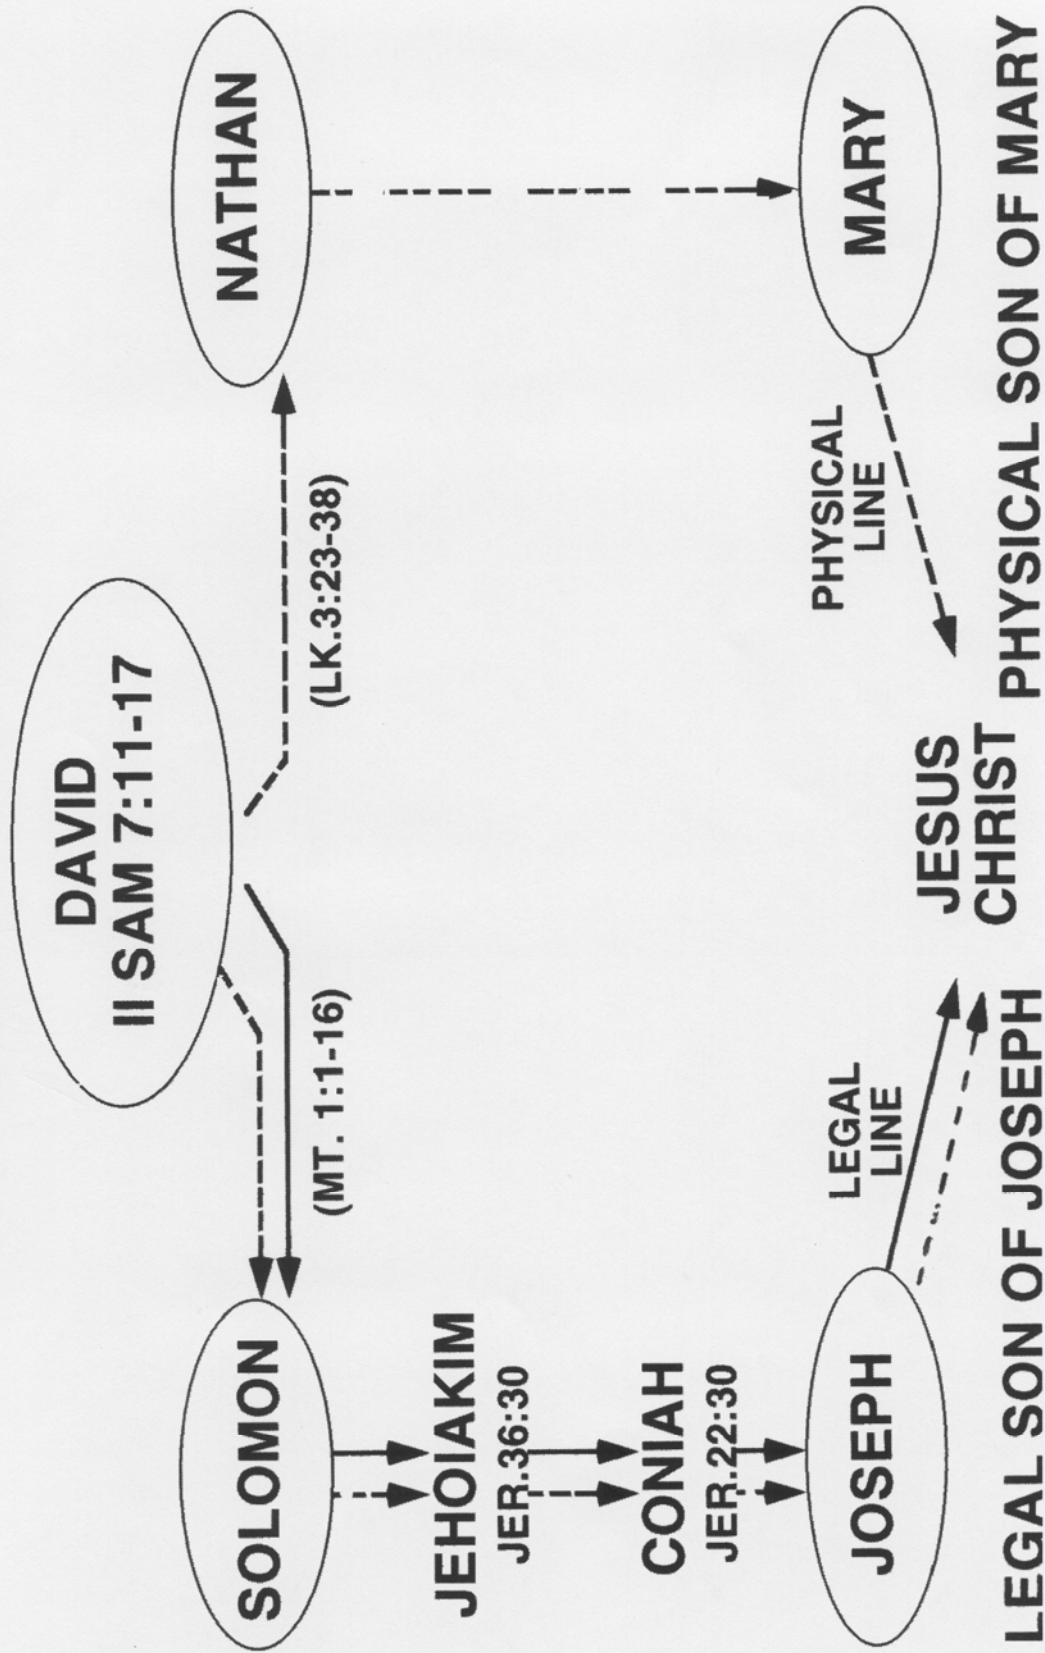 DAVID
II SAM 7:11-17
(MT. 1:1-16)
(LK.3:23-38)
SOLOMON
NATHAN
JEHOIAKIM
JER.36:30
CONIAH
JER.22:30
JOSEPH
MARY
LEGAL
LINE
PHYSICAL
LINE
JESUS
CHRIST
LEGAL SON OF JOSEPH
PHYSICAL SON OF MARY